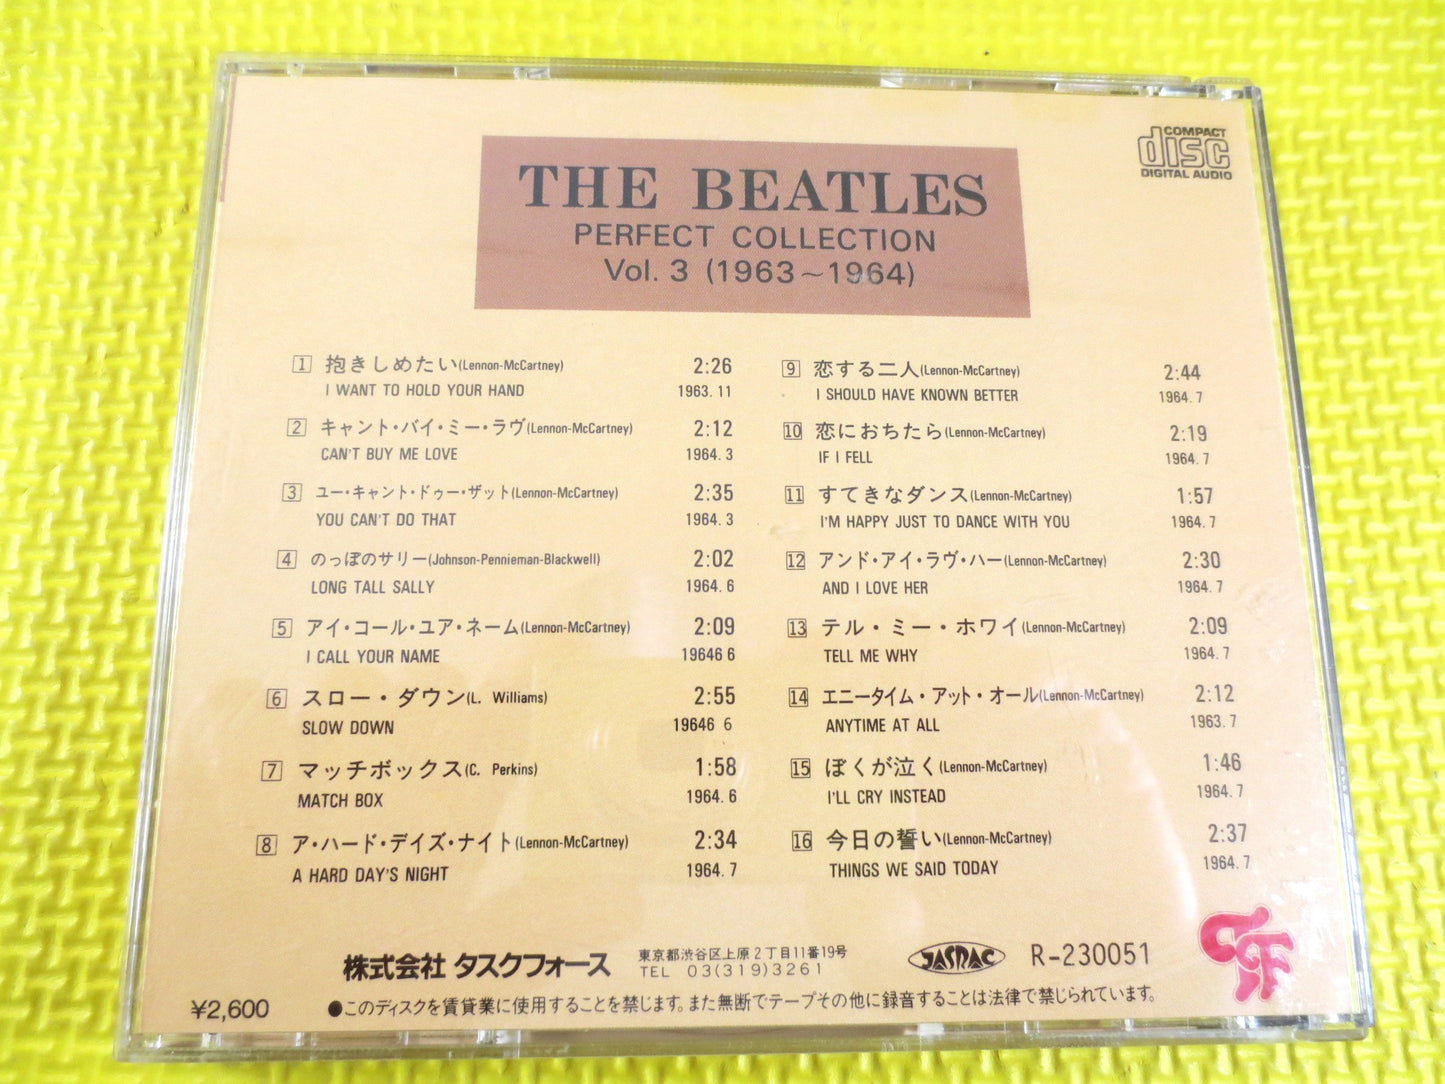 COMPACT
disc
DIGITAL AUDIO
THE BEATLES
PERFECT COLLECTION
Vol. 3 (1963～1964)
1 抱きしめたい(Lennon-McCartney) 2:26
I WANT TO HOLD YOUR HAND 1963. 11
2 キャント・バイ・ミー・ラヴ(Lennon-McCartney) 2:12
CAN'T BUY ME LOVE 1964. 3
3 ユー・キャント・ドゥー・ザット(Lennon-McCartney) 2:35
YOU CAN'T DO THAT 1964. 3
4 のっぽのサリー(Johnson-Pennieman-Blackwell) 2:02
LONG TALL SALLY 1964. 6
5 アイ・コール・ユア・ネーム(Lennon-McCartney) 2:09
I CALL YOUR NAME 19646 6
6 スロー・ダウン(L. Williams) 2:55
SLOW DOWN 19646 6
7 マッチボックス(C. Perkins) 1:58
MATCH BOX 1964. 6
8 ア・ハード・デイズ・ナイト(Lennon-McCartney) 2:34
A HARD DAY'S NIGHT 1964. 7
9 恋する二人(Lennon-McCartney) 2:44
I SHOULD HAVE KNOWN BETTER 1964. 7
10 恋におちたら(Lennon-McCartney) 2:19
IF I FELL 1964. 7
11 すてきなダンス(Lennon-McCartney) 1:57
I'M HAPPY JUST TO DANCE WITH YOU 1964. 7
12 アンド・アイ・ラヴ・ハー(Lennon-McCartney) 2:30
AND I LOVE HER 1964. 7
13 テル・ミー・ホワイ(Lennon-McCartney) 2:09
TELL ME WHY 1964. 7
14 エニータイム・アット・オール(Lennon-McCartney) 2:12
ANYTIME AT ALL 1963. 7
15 ぼくが泣く(Lennon-McCartney) 1:46
I'LL CRY INSTEAD 1964. 7
16 今日の誓い(Lennon-McCartney) 2:37
THINGS WE SAID TODAY 1964. 7
株式会社 タスクフォース
東京都渋谷区上原2丁目11番19号
TEL 03(319)3261
JASRAC
R-230051
¥2,600
●このディスクを賃貸業に使用することを禁じます。また無断でテープその他に録音することは法律で禁じられています。